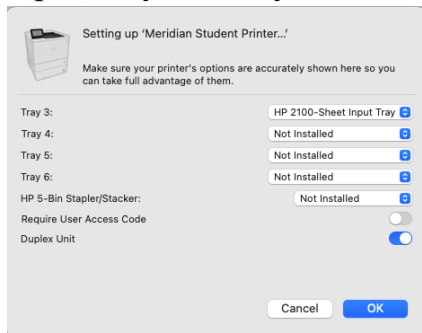 Setting up ‘Meridian Student Printer...’
Make sure your printer's options are accurately shown here so you
can take full advantage of them.
Tray 3: HP 2100-Sheet Input Tray
Tray 4: Not Installed
Tray 5: Not Installed
Tray 6: Not Installed
HP 5-Bin Stapler/Stacker: Not Installed
Require User Access Code
Duplex Unit
Cancel OK